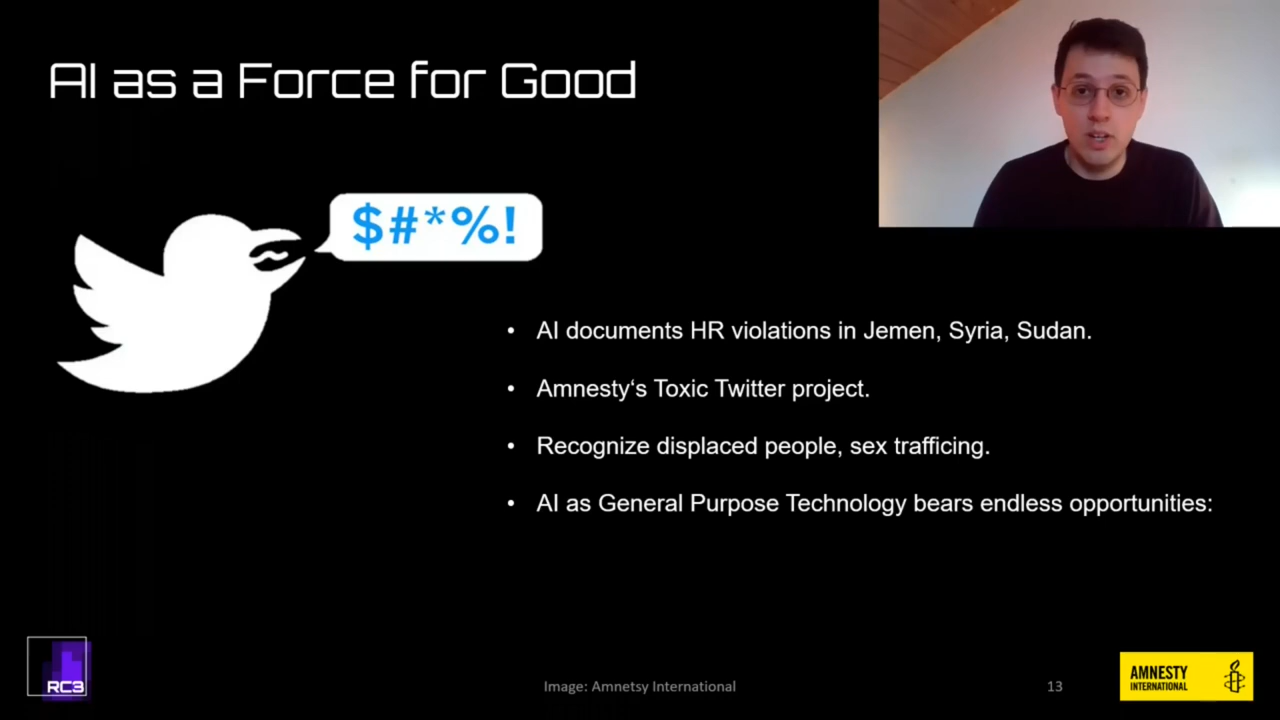 AI as a Force for Good
$#*%!
• AI documents HR violations in Jemen, Syria, Sudan.
• Amnesty‘s Toxic Twitter project.
• Recognize displaced people, sex trafficing.
• AI as General Purpose Technology bears endless opportunities:
RC3
Image: Amnetsy International
13
AMNESTY
INTERNATIONAL